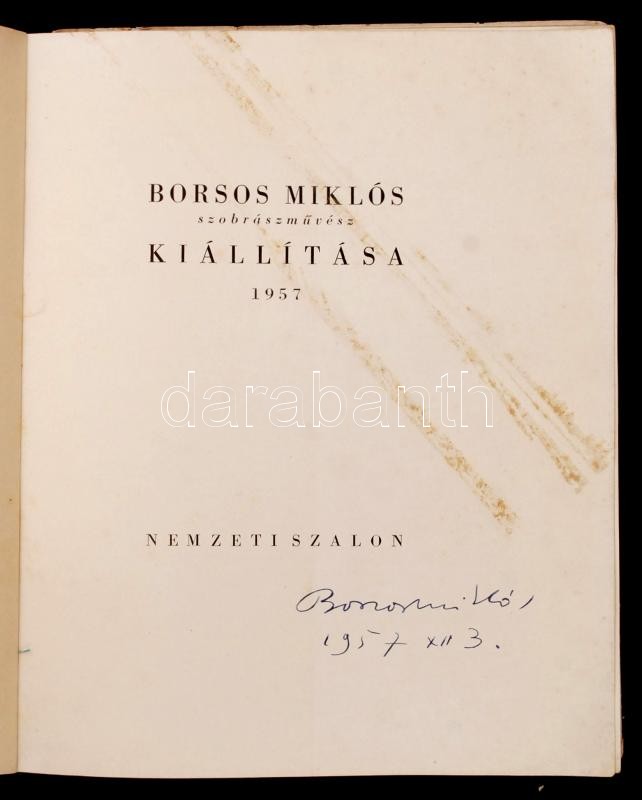 BORSOS MIKLÓS
szobrászművész
KIÁLLÍTÁSA
1957
darabanth
NEMZETI SZALON
Borsos Miklós
1957 XII 3.